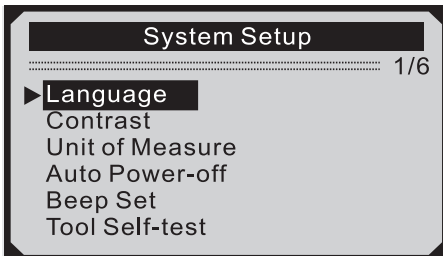 System Setup
1/6
Language
Contrast
Unit of Measure
Auto Power-off
Beep Set
Tool Self-test